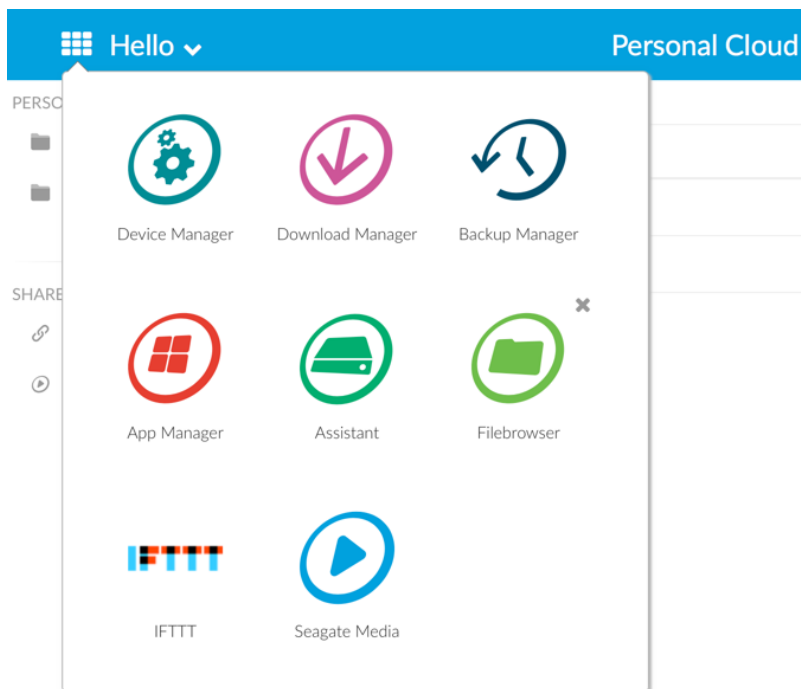 Hello
Personal Cloud
PERSO
Device Manager
Download Manager
Backup Manager
SHARE
App Manager
Assistant
Filebrowser
IFTTT
IFTTT
Seagate Media